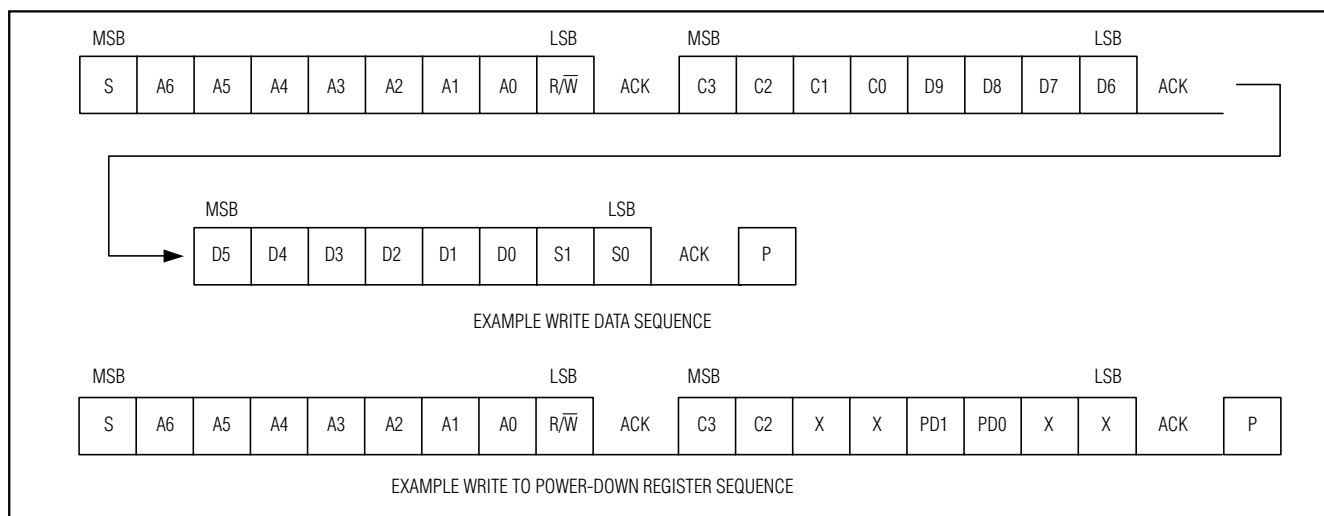 MSB LSB MSB LSB
S A6 A5 A4 A3 A2 A1 A0 R/W̅ ACK C3 C2 C1 C0 D9 D8 D7 D6 ACK
MSB LSB
D5 D4 D3 D2 D1 D0 S1 S0 ACK P
EXAMPLE WRITE DATA SEQUENCE
MSB LSB MSB LSB
S A6 A5 A4 A3 A2 A1 A0 R/W̅ ACK C3 C2 X X PD1 PD0 X X ACK P
EXAMPLE WRITE TO POWER-DOWN REGISTER SEQUENCE